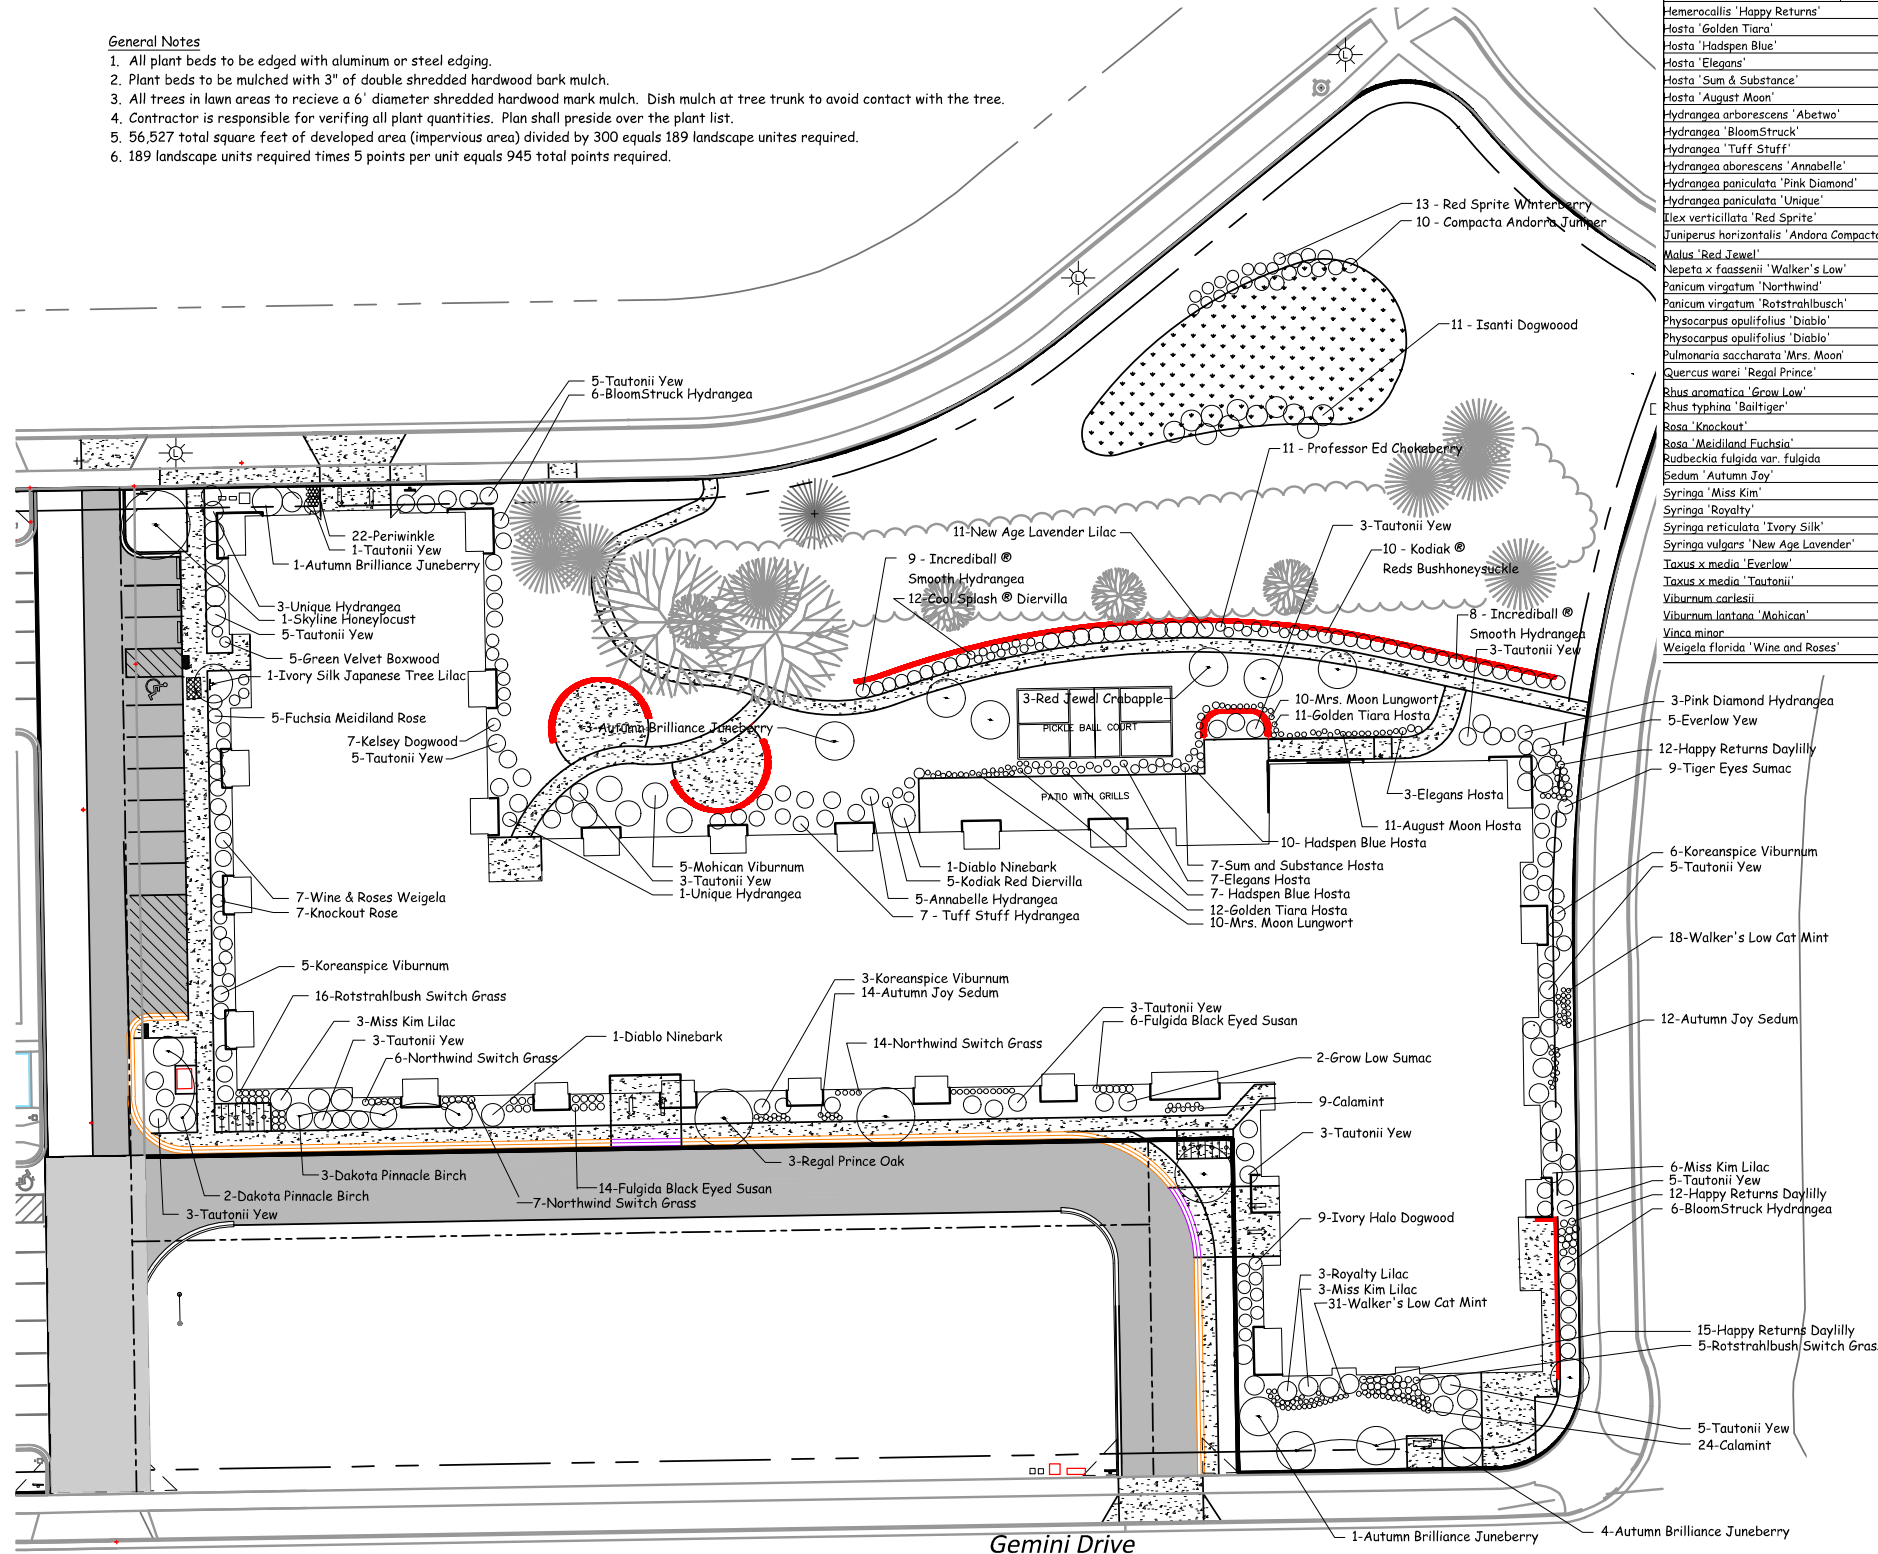 General Notes
1. All plant beds to be edged with aluminum or steel edging.
2. Plant beds to be mulched with 3" of double shredded hardwood bark mulch.
3. All trees in lawn areas to recieve a 6' diameter shredded hardwood mark mulch. Dish mulch at tree trunk to avoid contact with the tree.
4. Contractor is responsible for verifing all plant quantities. Plan shall preside over the plant list.
5. 56,527 total square feet of developed area (impervious area) divided by 300 equals 189 landscape unites required.
6. 189 landscape units required times 5 points per unit equals 945 total points required.
Hemerocallis 'Happy Returns'
Hosta 'Golden Tiara'
Hosta 'Hadspen Blue'
Hosta 'Elegans'
Hosta 'Sum & Substance'
Hosta 'August Moon'
Hydrangea arborescens 'Abetwo'
Hydrangea 'BloomStruck'
Hydrangea 'Tuff Stuff'
Hydrangea aborescens 'Annabelle'
Hydrangea paniculata 'Pink Diamond'
Hydrangea paniculata 'Unique'
Ilex verticillata 'Red Sprite'
Juniperus horizontalis 'Andora Compacta
Malus 'Red Jewel'
Nepeta x faassenii 'Walker's Low'
Panicum virgatum 'Northwind'
Panicum virgatum 'Rotstrahlbusch'
Physocarpus opulifolius 'Diablo'
Physocarpus opulifolius 'Diablo'
Pulmonaria saccharata 'Mrs. Moon'
Quercus warei 'Regal Prince'
Rhus aromatica 'Grow Low'
Rhus typhina 'Bailtiger'
Rosa 'Knockout'
Rosa 'Meidiland Fuchsia'
Rudbeckia fulgida var. fulgida
Sedum 'Autumn Joy'
Syringa 'Miss Kim'
Syringa 'Royalty'
Syringa reticulata 'Ivory Silk'
Syringa vulgars 'New Age Lavender'
Taxus x media 'Everlow'
Taxus x media 'Tautonii'
Viburnum carlesii
Viburnum lantana 'Mohican'
Vinca minor
Weigela florida 'Wine and Roses'
L
L
L
13 - Red Sprite Winterberry
10 - Compacta Andorra Juniper
11 - Isanti Dogwoood
5-Tautonii Yew
6-BloomStruck Hydrangea
11 - Professor Ed Chokeberry
22-Periwinkle
1-Tautonii Yew
1-Autumn Brilliance Juneberry
11-New Age Lavender Lilac
3-Tautonii Yew
9 - Incrediball ®
Smooth Hydrangea
12-Cool Splash ® Diervilla
10 - Kodiak ®
Reds Bushhoneysuckle
3-Unique Hydrangea
1-Skyline Honeylocust
5-Tautonii Yew
8 - Incrediball ®
Smooth Hydrangea
3-Tautonii Yew
5-Green Velvet Boxwood
1-Ivory Silk Japanese Tree Lilac
5-Fuchsia Meidiland Rose
7-Kelsey Dogwood
5-Tautonii Yew
3-Autumn Brilliance Juneberry
3-Red Jewel Crabapple
PICKLE BALL COURT
10-Mrs. Moon Lungwort
11-Golden Tiara Hosta
3-Pink Diamond Hydrangea
5-Everlow Yew
12-Happy Returns Daylilly
9-Tiger Eyes Sumac
PATIO WITH GRILLS
3-Elegans Hosta
11-August Moon Hosta
10- Hadspen Blue Hosta
6-Koreanspice Viburnum
5-Tautonii Yew
5-Mohican Viburnum
3-Tautonii Yew
1-Unique Hydrangea
1-Diablo Ninebark
5-Kodiak Red Diervilla
5-Annabelle Hydrangea
7 - Tuff Stuff Hydrangea
7-Sum and Substance Hosta
7-Elegans Hosta
7- Hadspen Blue Hosta
12-Golden Tiara Hosta
10-Mrs. Moon Lungwort
7-Wine & Roses Weigela
7-Knockout Rose
18-Walker's Low Cat Mint
5-Koreanspice Viburnum
16-Rotstrahlbush Switch Grass
3-Miss Kim Lilac
3-Tautonii Yew
6-Northwind Switch Grass
1-Diablo Ninebark
3-Koreanspice Viburnum
14-Autumn Joy Sedum
14-Northwind Switch Grass
3-Tautonii Yew
6-Fulgida Black Eyed Susan
2-Grow Low Sumac
12-Autumn Joy Sedum
9-Calamint
3-Tautonii Yew
3-Regal Prince Oak
3-Dakota Pinnacle Birch
2-Dakota Pinnacle Birch
3-Tautonii Yew
14-Fulgida Black Eyed Susan
7-Northwind Switch Grass
6-Miss Kim Lilac
5-Tautonii Yew
12-Happy Returns Daylilly
6-BloomStruck Hydrangea
9-Ivory Halo Dogwood
3-Royalty Lilac
3-Miss Kim Lilac
31-Walker's Low Cat Mint
15-Happy Returns Daylilly
5-Rotstrahlbush Switch Gras
5-Tautonii Yew
24-Calamint
1-Autumn Brilliance Juneberry
4-Autumn Brilliance Juneberry
Gemini Drive